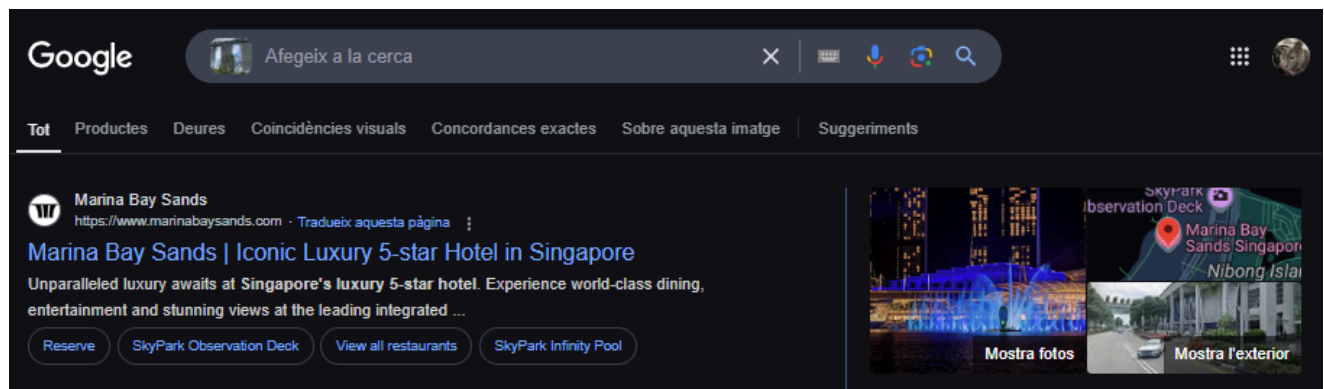 Google
Afegeix a la cerca
Tot Productes Deures Coincidències visuals Concordances exactes Sobre aquesta imatge Suggeriments
Marina Bay Sands
https://www.marinabaysands.com · Tradueix aquesta pàgina
Marina Bay Sands | Iconic Luxury 5-star Hotel in Singapore
Unparalleled luxury awaits at Singapore's luxury 5-star hotel. Experience world-class dining,
entertainment and stunning views at the leading integrated ...
Reserve SkyPark Observation Deck View all restaurants SkyPark Infinity Pool
Mostra fotos
SkyPark
bservation Deck
Marina Bay
Sands Singapor
Nibong Islan
Mostra l'exterior